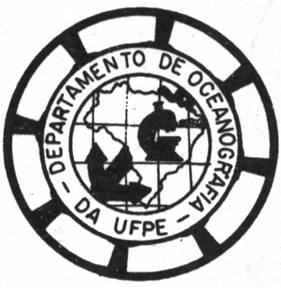 — DEPARTAMENTO DE OCEANOGRAFIA —
DA UFPE